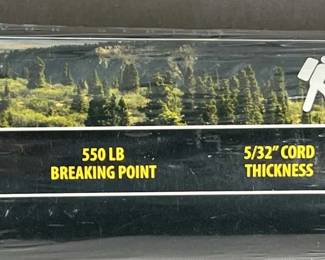 550 LB
BREAKING POINT
5/32" CORD
THICKNESS